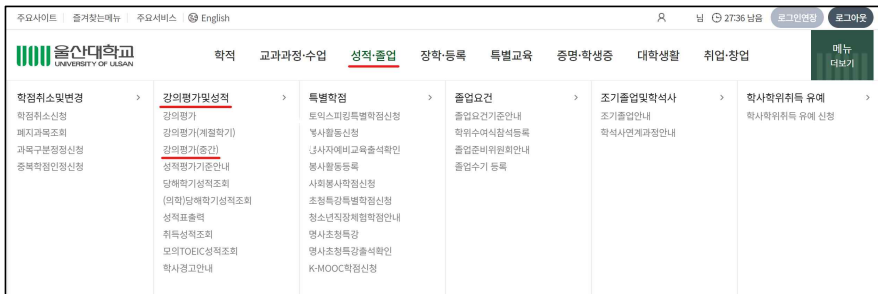 주요사이트 즐겨찾는메뉴 주요서비스 English 님 27:36 남음 로그인연장 로그아웃
울산대학교
UNIVERSITY OF ULSAN
학적 교과과정·수업 성적·졸업 장학·등록 특별교육 증명·학생증 대학생활 취업·창업
메뉴
더보기
학점취소및변경 >
학점취소신청
폐지과목조회
과목구분정정신청
중복학점인정신청
강의평가및성적 >
강의평가
강의평가(계절학기)
강의평가(중간)
성적평가기준안내
당해학기성적조회
(의학)당해학기성적조회
성적표출력
취득성적조회
모의TOEIC성적조회
학사경고안내
특별학점 >
토익스피킹특별학점신청
봉사활동신청
봉사자예비교육출석확인
봉사활동등록
사회봉사학점신청
초청특강특별학점신청
청소년직장체험학점안내
명사초청특강
명사초청특강출석확인
K-MOOC학점신청
졸업요건 >
졸업요건기준안내
학위수여식참석등록
졸업준비위원회안내
졸업수기 등록
조기졸업및학석사 >
조기졸업안내
학석사연계과정안내
학사학위취득 유예 >
학사학위취득 유예 신청